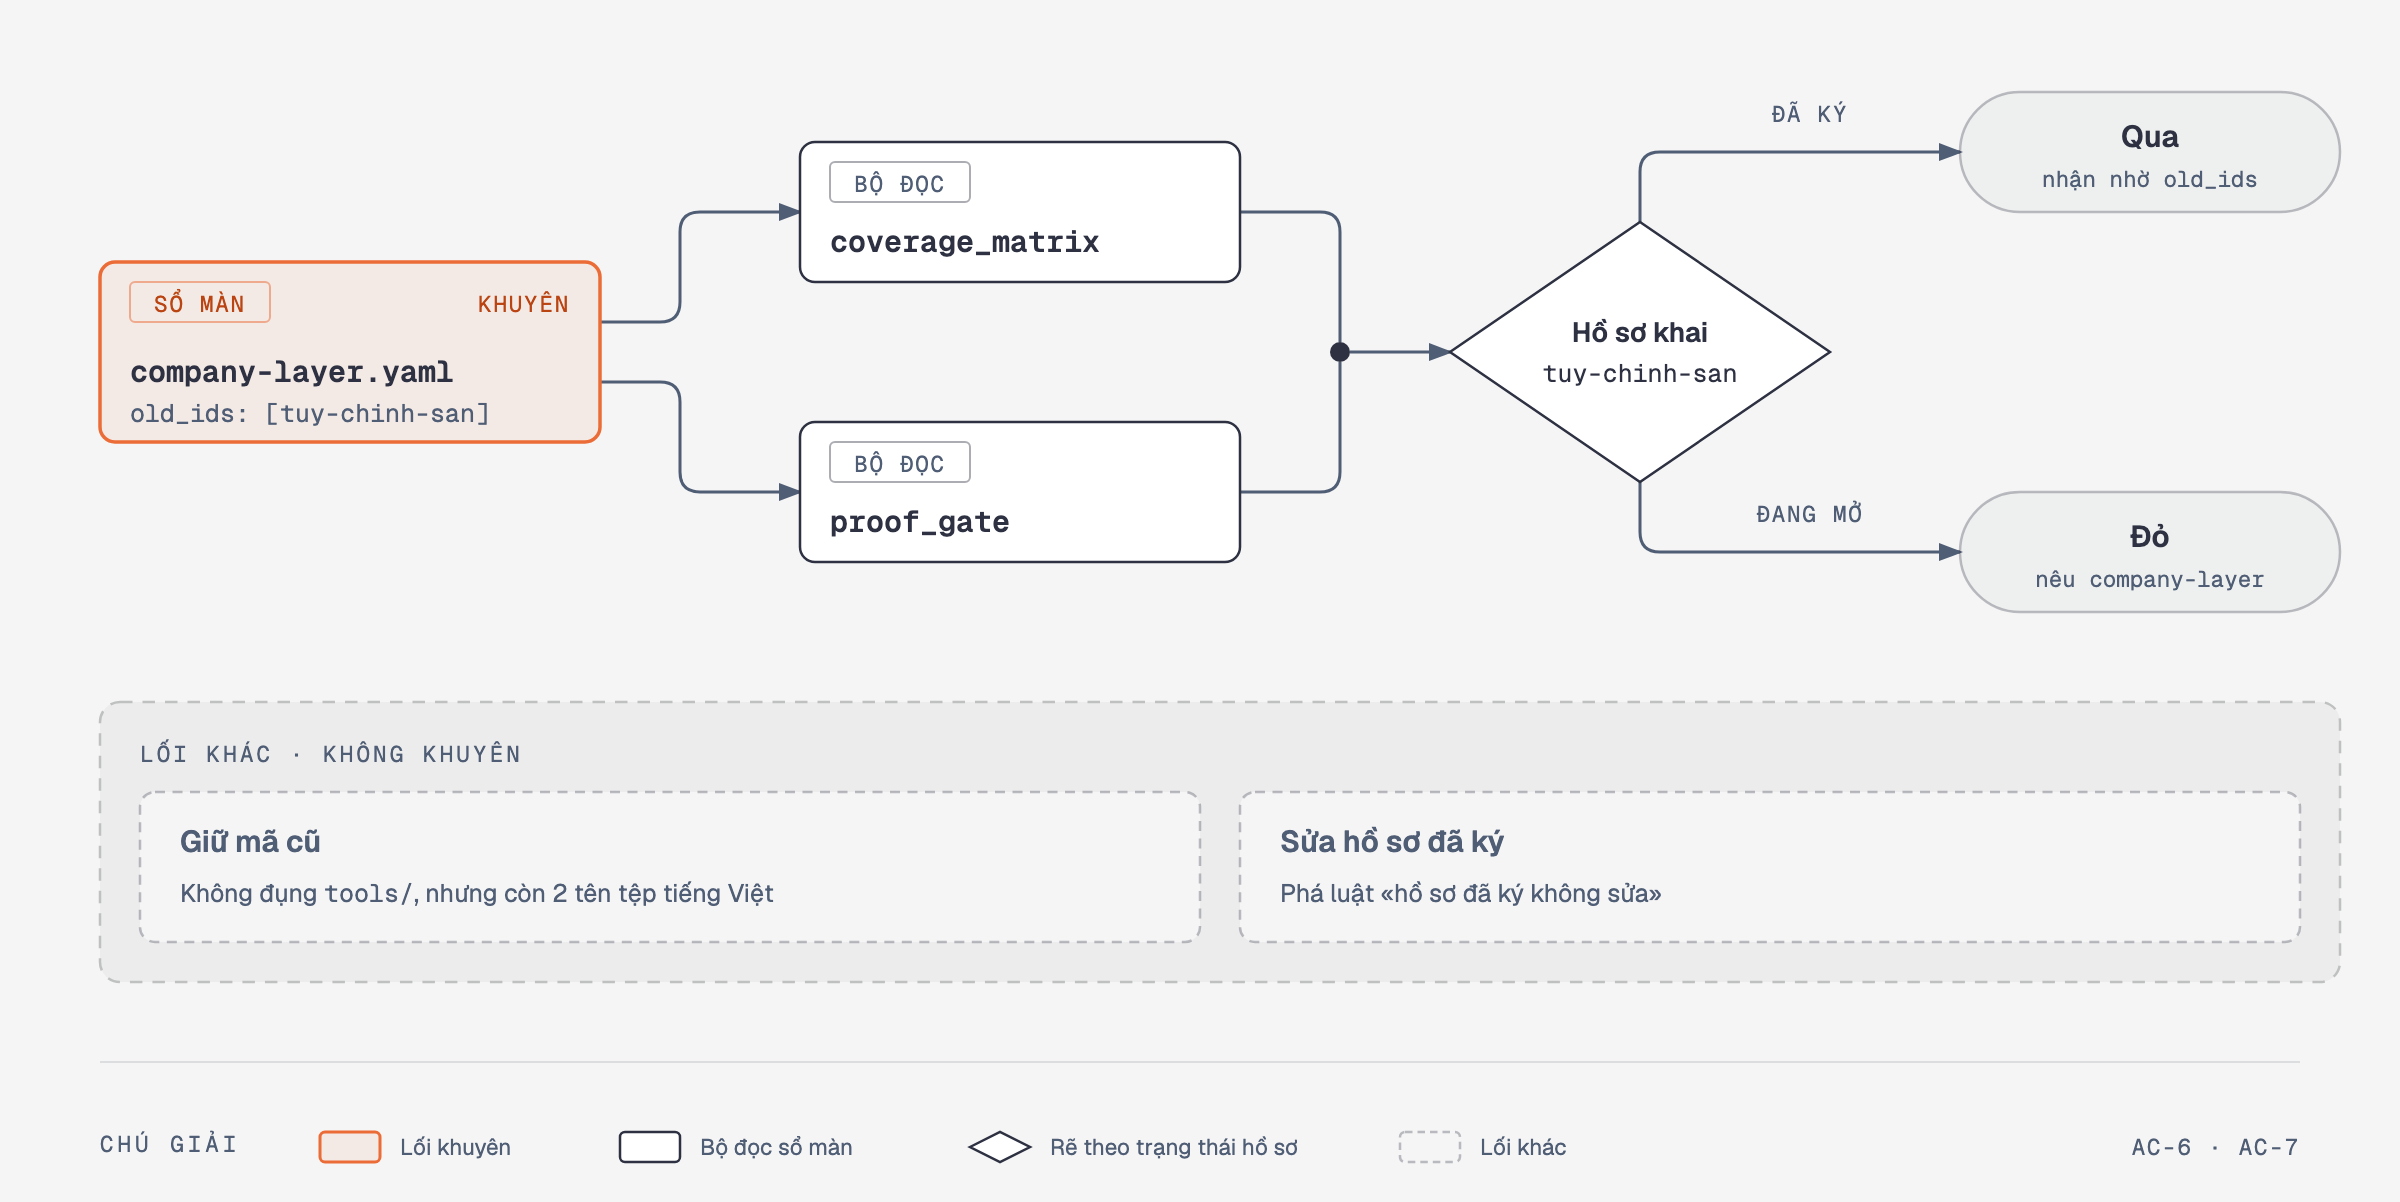 SỔ MÀN
KHUYÊN
company-layer.yaml
old_ids: [tuy-chinh-san]
BỘ ĐỌC
coverage_matrix
BỘ ĐỌC
proof_gate
Hồ sơ khai
tuy-chinh-san
ĐÃ KÝ
Qua
nhận nhờ old_ids
ĐANG MỞ
Đỏ
nêu company-layer
LỐI KHÁC · KHÔNG KHUYÊN
Giữ mã cũ
Không đụng tools/, nhưng còn 2 tên tệp tiếng Việt
Sửa hồ sơ đã ký
Phá luật «hồ sơ đã ký không sửa»
CHÚ GIẢI
Lối khuyên
Bộ đọc sổ màn
Rẽ theo trạng thái hồ sơ
Lối khác
AC-6 · AC-7